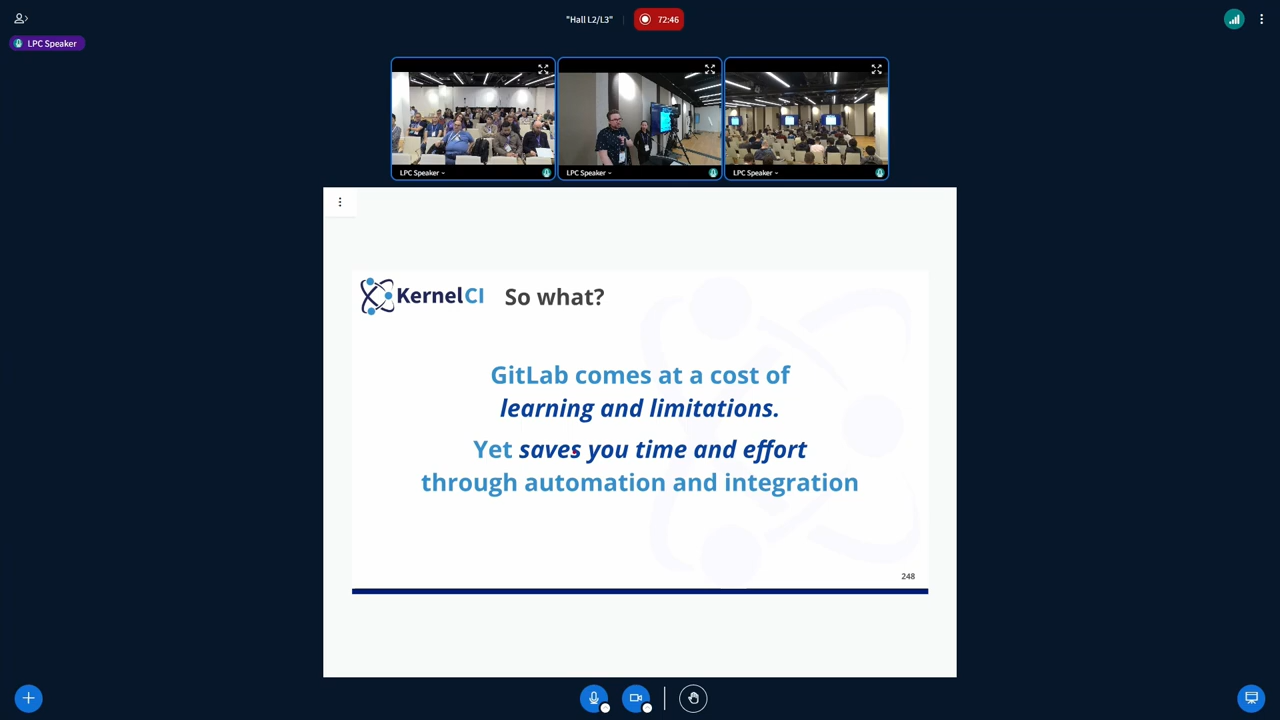 "Hall L2/L3"
72:46
LPC Speaker
LPC Speaker
LPC Speaker
LPC Speaker
KernelCI
So what?
GitLab comes at a cost of
learning and limitations.
Yet saves you time and effort
through automation and integration
248